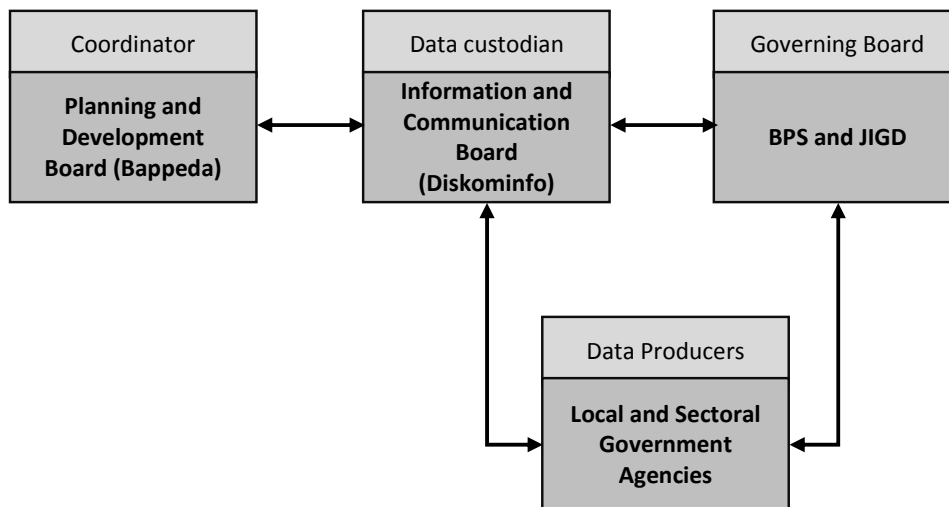 Coordinator
Planning and
Development
Board (Bappeda)
Data custodian
Information and
Communication
Board
(Diskominfo)
Governing Board
BPS and JIGD
Data Producers
Local and Sectoral
Government
Agencies